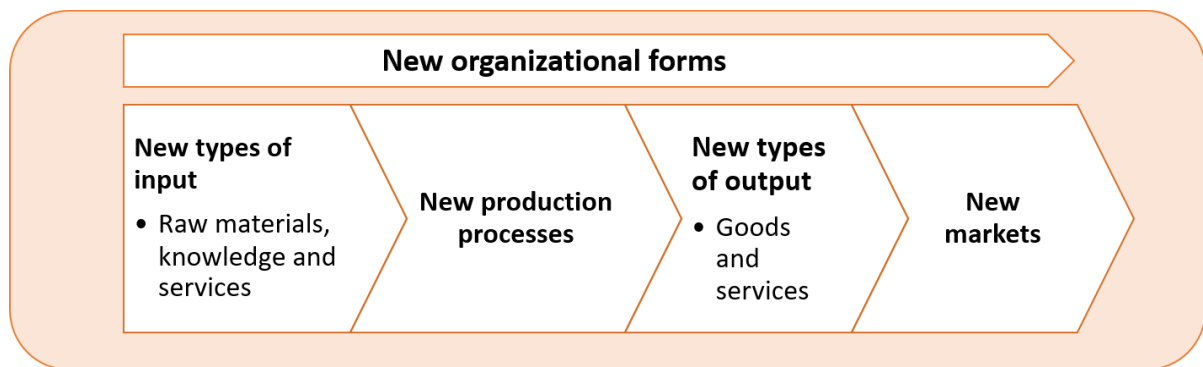 New organizational forms
New types of
input
• Raw materials,
knowledge and
services
New production
processes
New types
of output
• Goods
and
services
New
markets